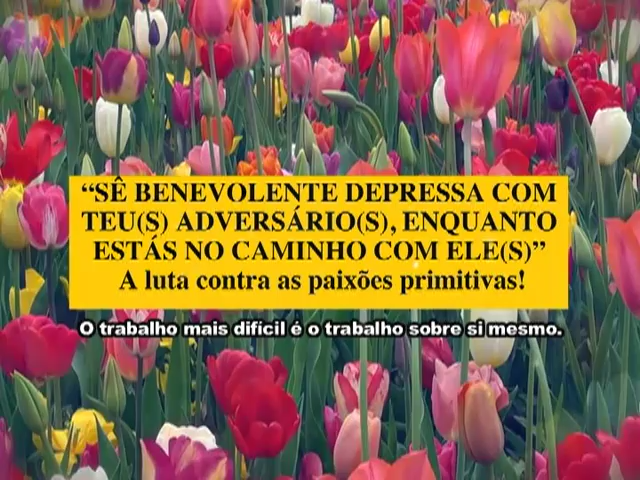 “SÊ BENEVOLENTE DEPRESSA COM
TEU(S) ADVERSÁRIO(S), ENQUANTO
ESTÁS NO CAMINHO COM ELE(S)”
A luta contra as paixões primitivas!
O trabalho mais difícil é o trabalho sobre si mesmo.